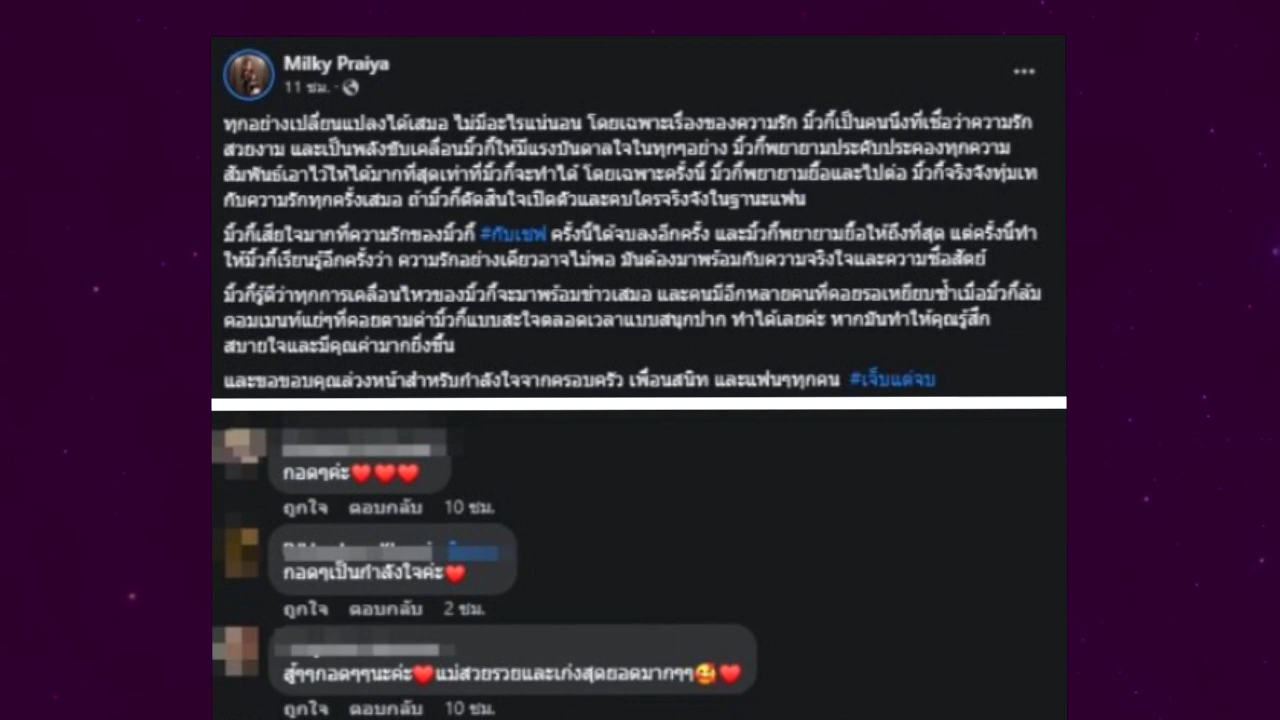 Milky Praiya
11 ชม. ·
ทุกอย่างเปลี่ยนแปลงได้เสมอ ไม่มีอะไรแน่นอน โดยเฉพาะเรื่องของความรัก มิ้วกี้เป็นคนนึงที่เชื่อว่าความรัก
สวยงาม และเป็นพลังขับเคลื่อนมิ้วกี้ให้มีแรงบันดาลใจในทุกๆอย่าง มิ้วกี้พยายามประคับประคองทุกความ
สัมพันธ์เอาไว้ให้ได้มากที่สุดเท่าที่มิ้วกี้จะทำได้ โดยเฉพาะครั้งนี้ มิ้วกี้พยายามยื้อและไปต่อ มิ้วกี้จริงจังทุ่มเท
กับความรักทุกครั้งเสมอ ถ้ามิ้วกี้ตัดสินใจเปิดตัวและคบใครจริงจังในฐานะแฟน
มิ้วกี้เสียใจมากที่ความรักของมิ้วกี้ #กับเชฟ ครั้งนี้ได้จบลงอีกครั้ง และมิ้วกี้พยายามยื้อให้ถึงที่สุด แต่ครั้งนี้ทำ
ให้มิ้วกี้เรียนรู้อีกครั้งว่า ความรักอย่างเดียวอาจไม่พอ มันต้องมาพร้อมกับความจริงใจและความซื่อสัตย์
มิ้วกี้รู้ดีว่าทุกการเคลื่อนไหวของมิ้วกี้จะมาพร้อมข่าวเสมอ และคนมีอีกหลายคนที่คอยรอเหยียบซ้ำเมื่อมิ้วกี้ล้ม
คอมเมนท์แย่ๆที่คอยตามด่ามิ้วกี้แบบสะใจตลอดเวลาแบบสนุกปาก ทำได้เลยค่ะ หากมันทำให้คุณรู้สึก
สบายใจและมีคุณค่ามากยิ่งขึ้น
และขอขอบคุณล่วงหน้าสำหรับกำลังใจจากครอบครัว เพื่อนสนิท และแฟนๆทุกคน #เจ็บแต่จบ
กอดๆค่ะ❤️❤️❤️
ถูกใจ ตอบกลับ 10 ชม.
กอดๆเป็นกำลังใจค่ะ❤️
ถูกใจ ตอบกลับ 2 ชม.
สู้ๆๆกอดๆๆนะค่ะ❤️แม่สวยรวยและเก่งสุดยอดมากๆๆ🥰❤️
ถูกใจ ตอบกลับ 10 ชม.